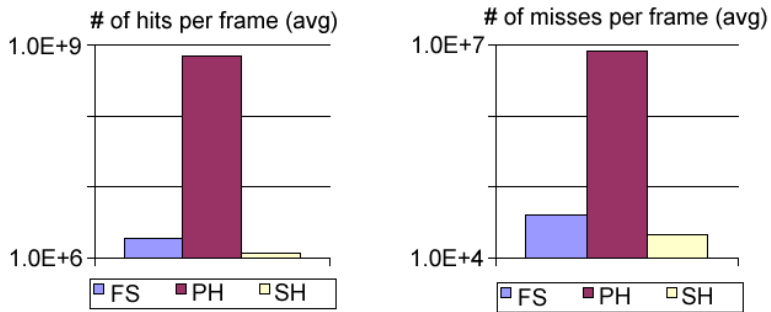 # of hits per frame (avg)
1.0E+9
1.0E+6
FS PH SH
# of misses per frame (avg)
1.0E+7
1.0E+4
FS PH SH